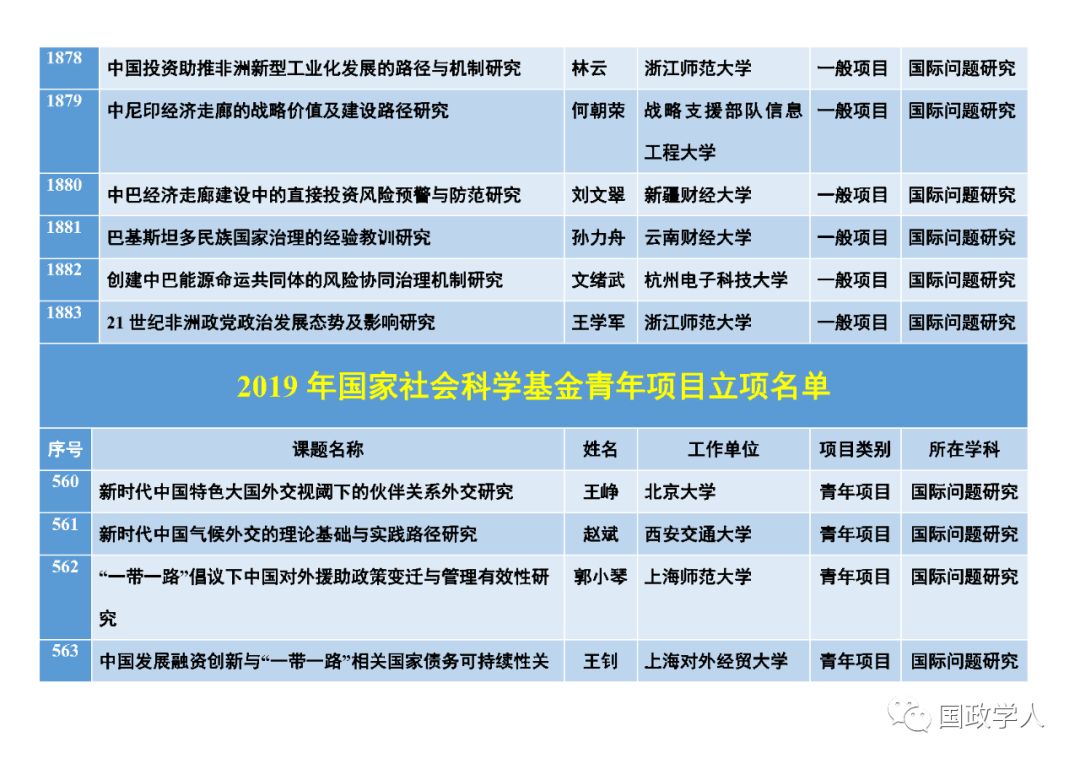 1878 中国投资助推非洲新型工业化发展的路径与机制研究 林云 浙江师范大学 一般项目 国际问题研究
1879 中尼印经济走廊的战略价值及建设路径研究 何朝荣 战略支援部队信息 一般项目 国际问题研究
工程大学
1880 中巴经济走廊建设中的直接投资风险预警与防范研究 刘文翠 新疆财经大学 一般项目 国际问题研究
1881 巴基斯坦多民族国家治理的经验教训研究 孙力舟 云南财经大学 一般项目 国际问题研究
1882 创建中巴能源命运共同体的风险协同治理机制研究 文绪武 杭州电子科技大学 一般项目 国际问题研究
1883 21 世纪非洲政党政治发展态势及影响研究 王学军 浙江师范大学 一般项目 国际问题研究
2019 年国家社会科学基金青年项目立项名单
序号 课题名称 姓名 工作单位 项目类别 所在学科
560 新时代中国特色大国外交视阈下的伙伴关系外交研究 王峥 北京大学 青年项目 国际问题研究
561 新时代中国气候外交的理论基础与实践路径研究 赵斌 西安交通大学 青年项目 国际问题研究
562 “一带一路”倡议下中国对外援助政策变迁与管理有效性研 郭小琴 上海师范大学 青年项目 国际问题研究
究
563 中国发展融资创新与“一带一路”相关国家债务可持续性关 王钊 上海对外经贸大学 青年项目 国际问题研究
国政学人